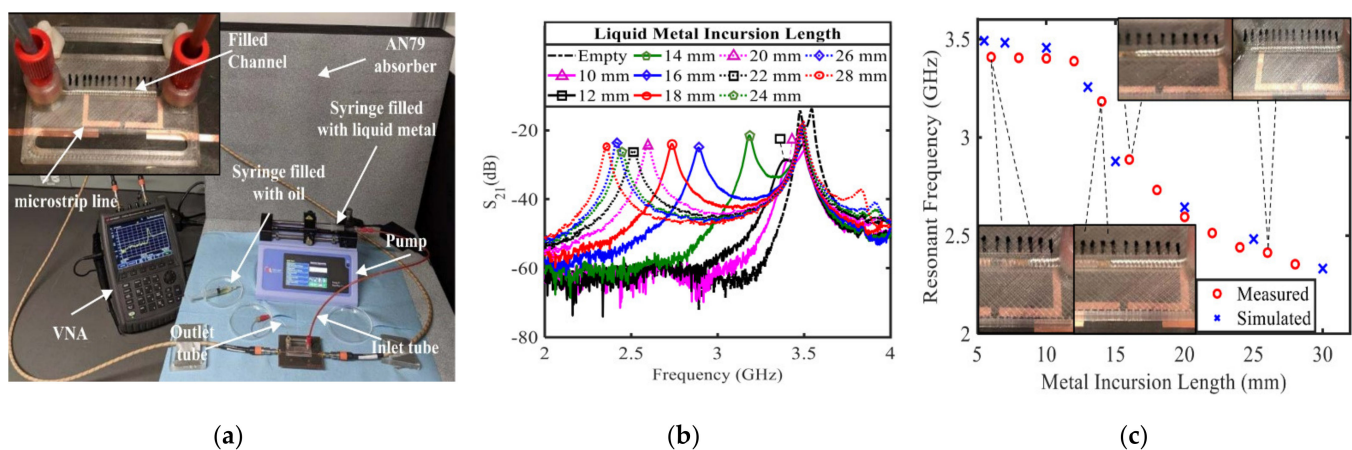 Filled
Channel
AN79
absorber
Syringe filled
with liquid metal
Syringe filled
with oil
microstrip line
Pump
VNA
Outlet
tube
Inlet tube
(a)
Liquid Metal Incursion Length
Empty 14 mm 20 mm 26 mm
10 mm 16 mm 22 mm 28 mm
12 mm 18 mm 24 mm
S21(dB)
-20
-40
-60
-80
2 2.5 3 3.5 4
Frequency (GHz)
(b)
Resonant Frequency (GHz)
3.5
3
2.5
2
Measured
Simulated
5 10 15 20 25 30
Metal Incursion Length (mm)
(c)